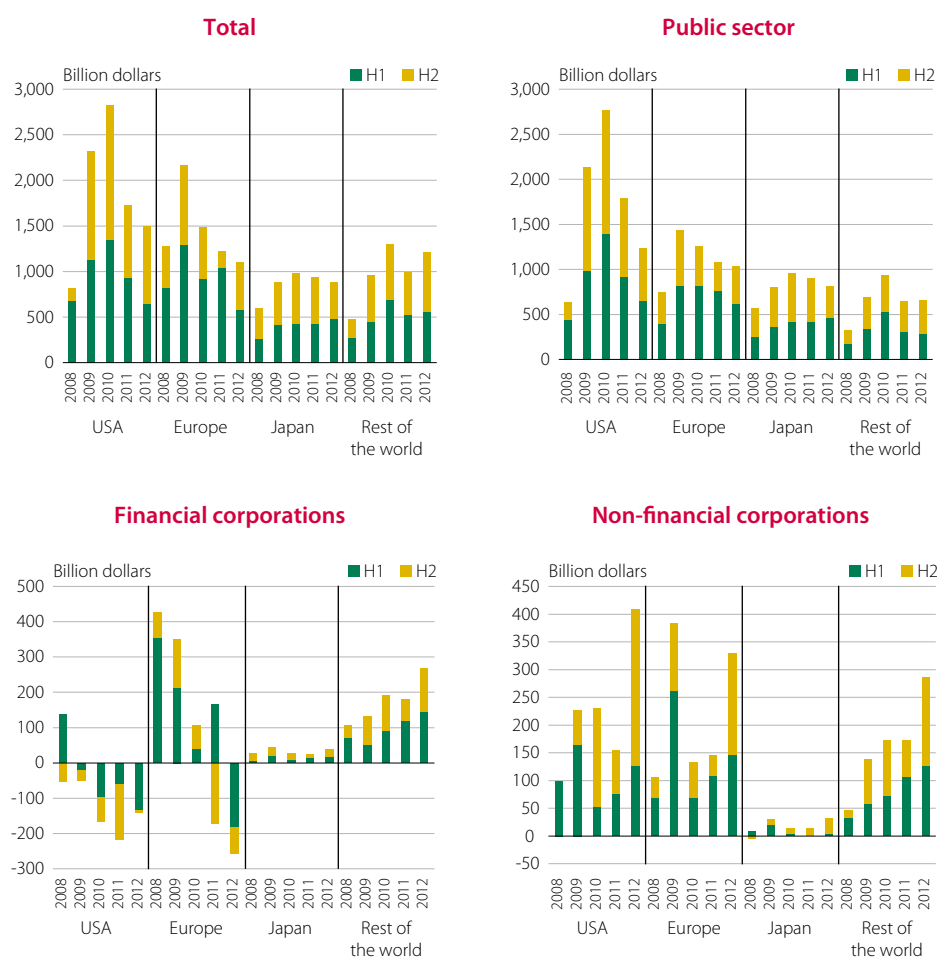 Total
Billion dollars H1 H2
3,000
2,500
2,000
1,500
1,000
500
0
2008 2009 2010 2011 2012 2008 2009 2010 2011 2012 2008 2009 2010 2011 2012 2008 2009 2010 2011 2012
USA Europe Japan Rest of
the world
Public sector
Billion dollars H1 H2
3,000
2,500
2,000
1,500
1,000
500
0
2008 2009 2010 2011 2012 2008 2009 2010 2011 2012 2008 2009 2010 2011 2012 2008 2009 2010 2011 2012
USA Europe Japan Rest of
the world
Financial corporations
Billion dollars H1 H2
500
400
300
200
100
0
-100
-200
-300
2008 2009 2010 2011 2012 2008 2009 2010 2011 2012 2008 2009 2010 2011 2012 2008 2009 2010 2011 2012
USA Europe Japan Rest of
the world
Non-financial corporations
Billion dollars H1 H2
450
400
350
300
250
200
150
100
50
0
-50
2008 2009 2010 2011 2012 2008 2009 2010 2011 2012 2008 2009 2010 2011 2012 2008 2009 2010 2011 2012
USA Europe Japan Rest of
the world